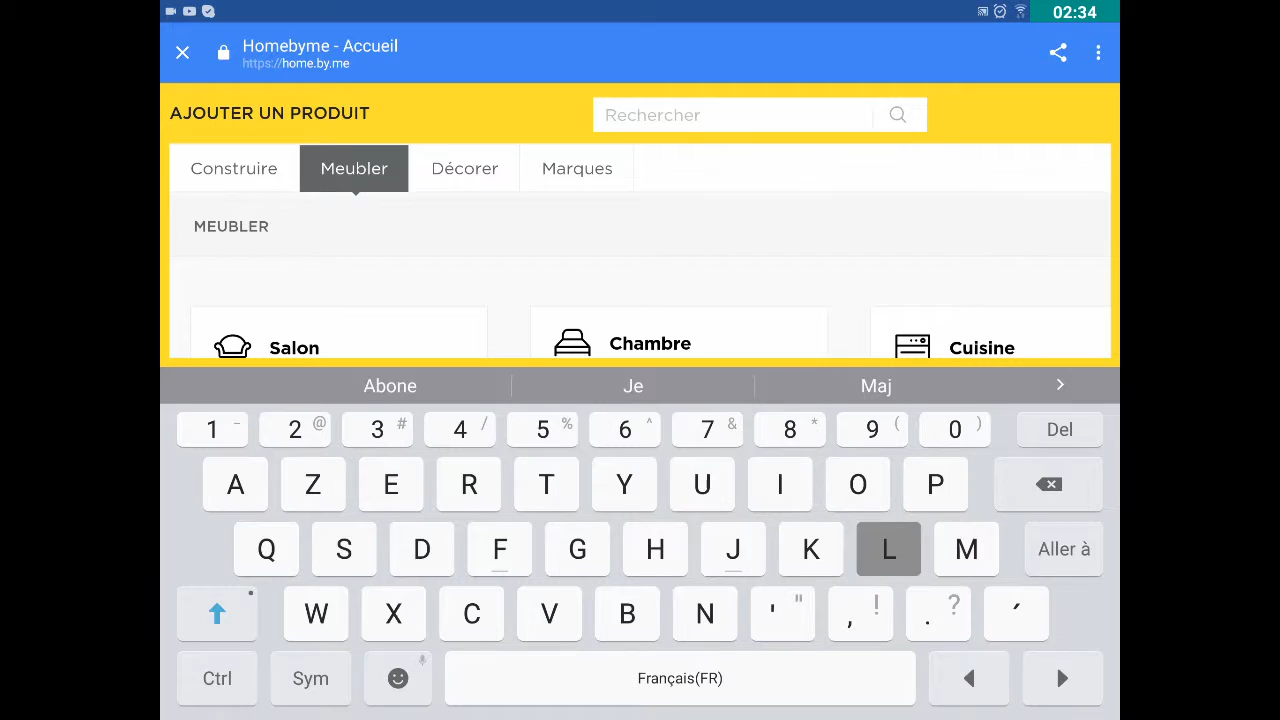 02:34
Homebyme - Accueil
https://home.by.me
AJOUTER UN PRODUIT
Rechercher
Construire Meubler Décorer Marques
MEUBLER
Salon Chambre Cuisine
Abone Je Maj
1 - 2 @ 3 # 4 / 5 % 6 ^ 7 & 8 * 9 ( 0 ) Del
A Z E R T Y U I O P
Q S D F G H J K L M Aller à
W X C V B N ' " , ! . ? ´
Ctrl Sym Français(FR)